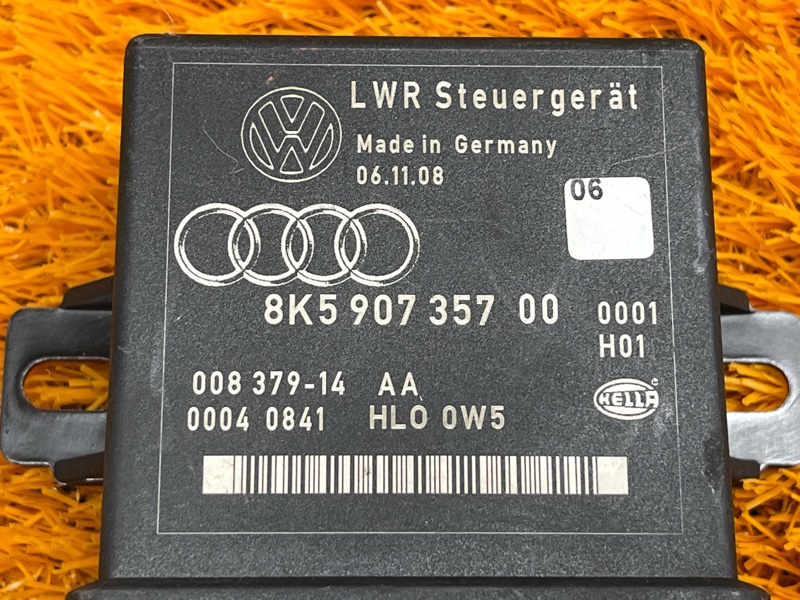 LWR Steuergerät
Made in Germany
06.11.08
06
8K5 907 357 00 0001
H01
008 379-14 AA
0004 0841 HLO 0W5
HELLA